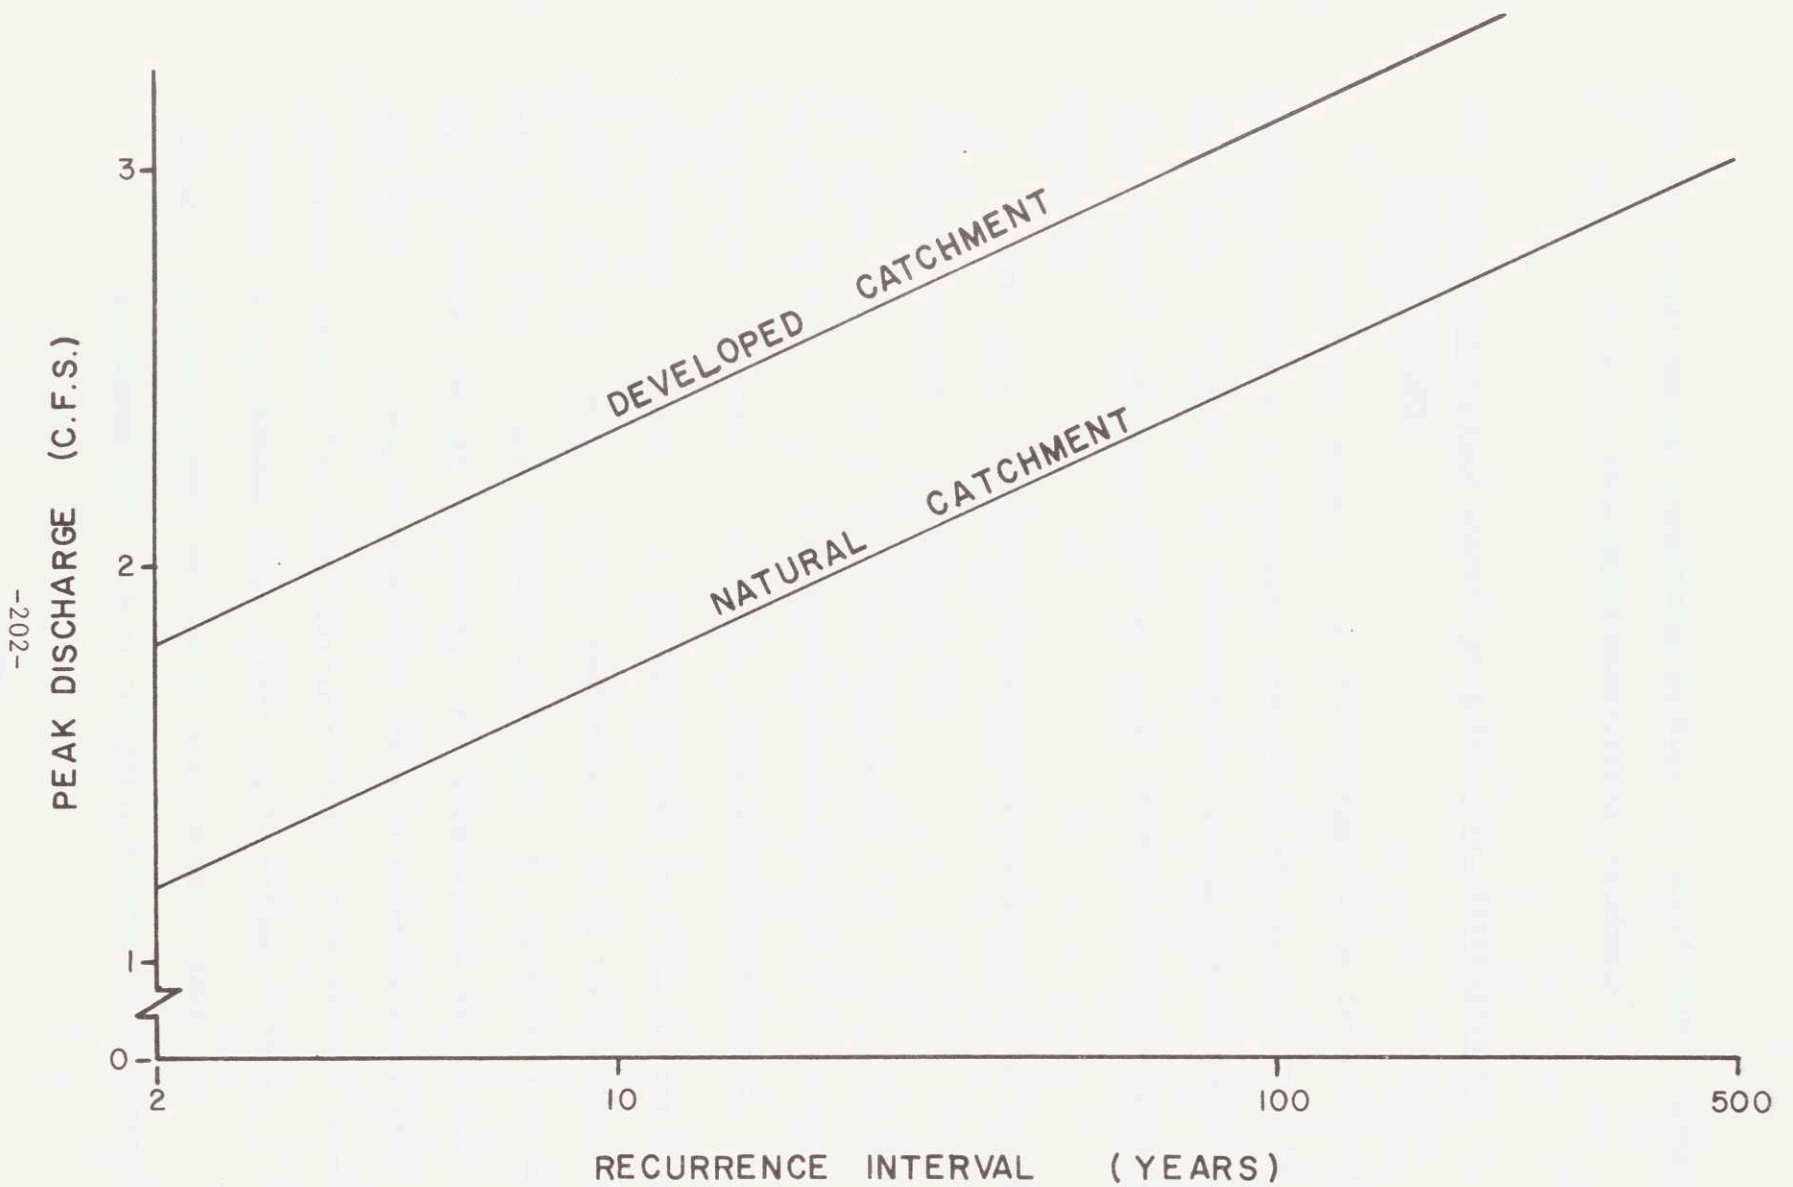 3
2
1
0
2
10
100
500
DEVELOPED CATCHMENT
NATURAL CATCHMENT
PEAK DISCHARGE (C.F.S.)
RECURRENCE INTERVAL (YEARS)
-202-